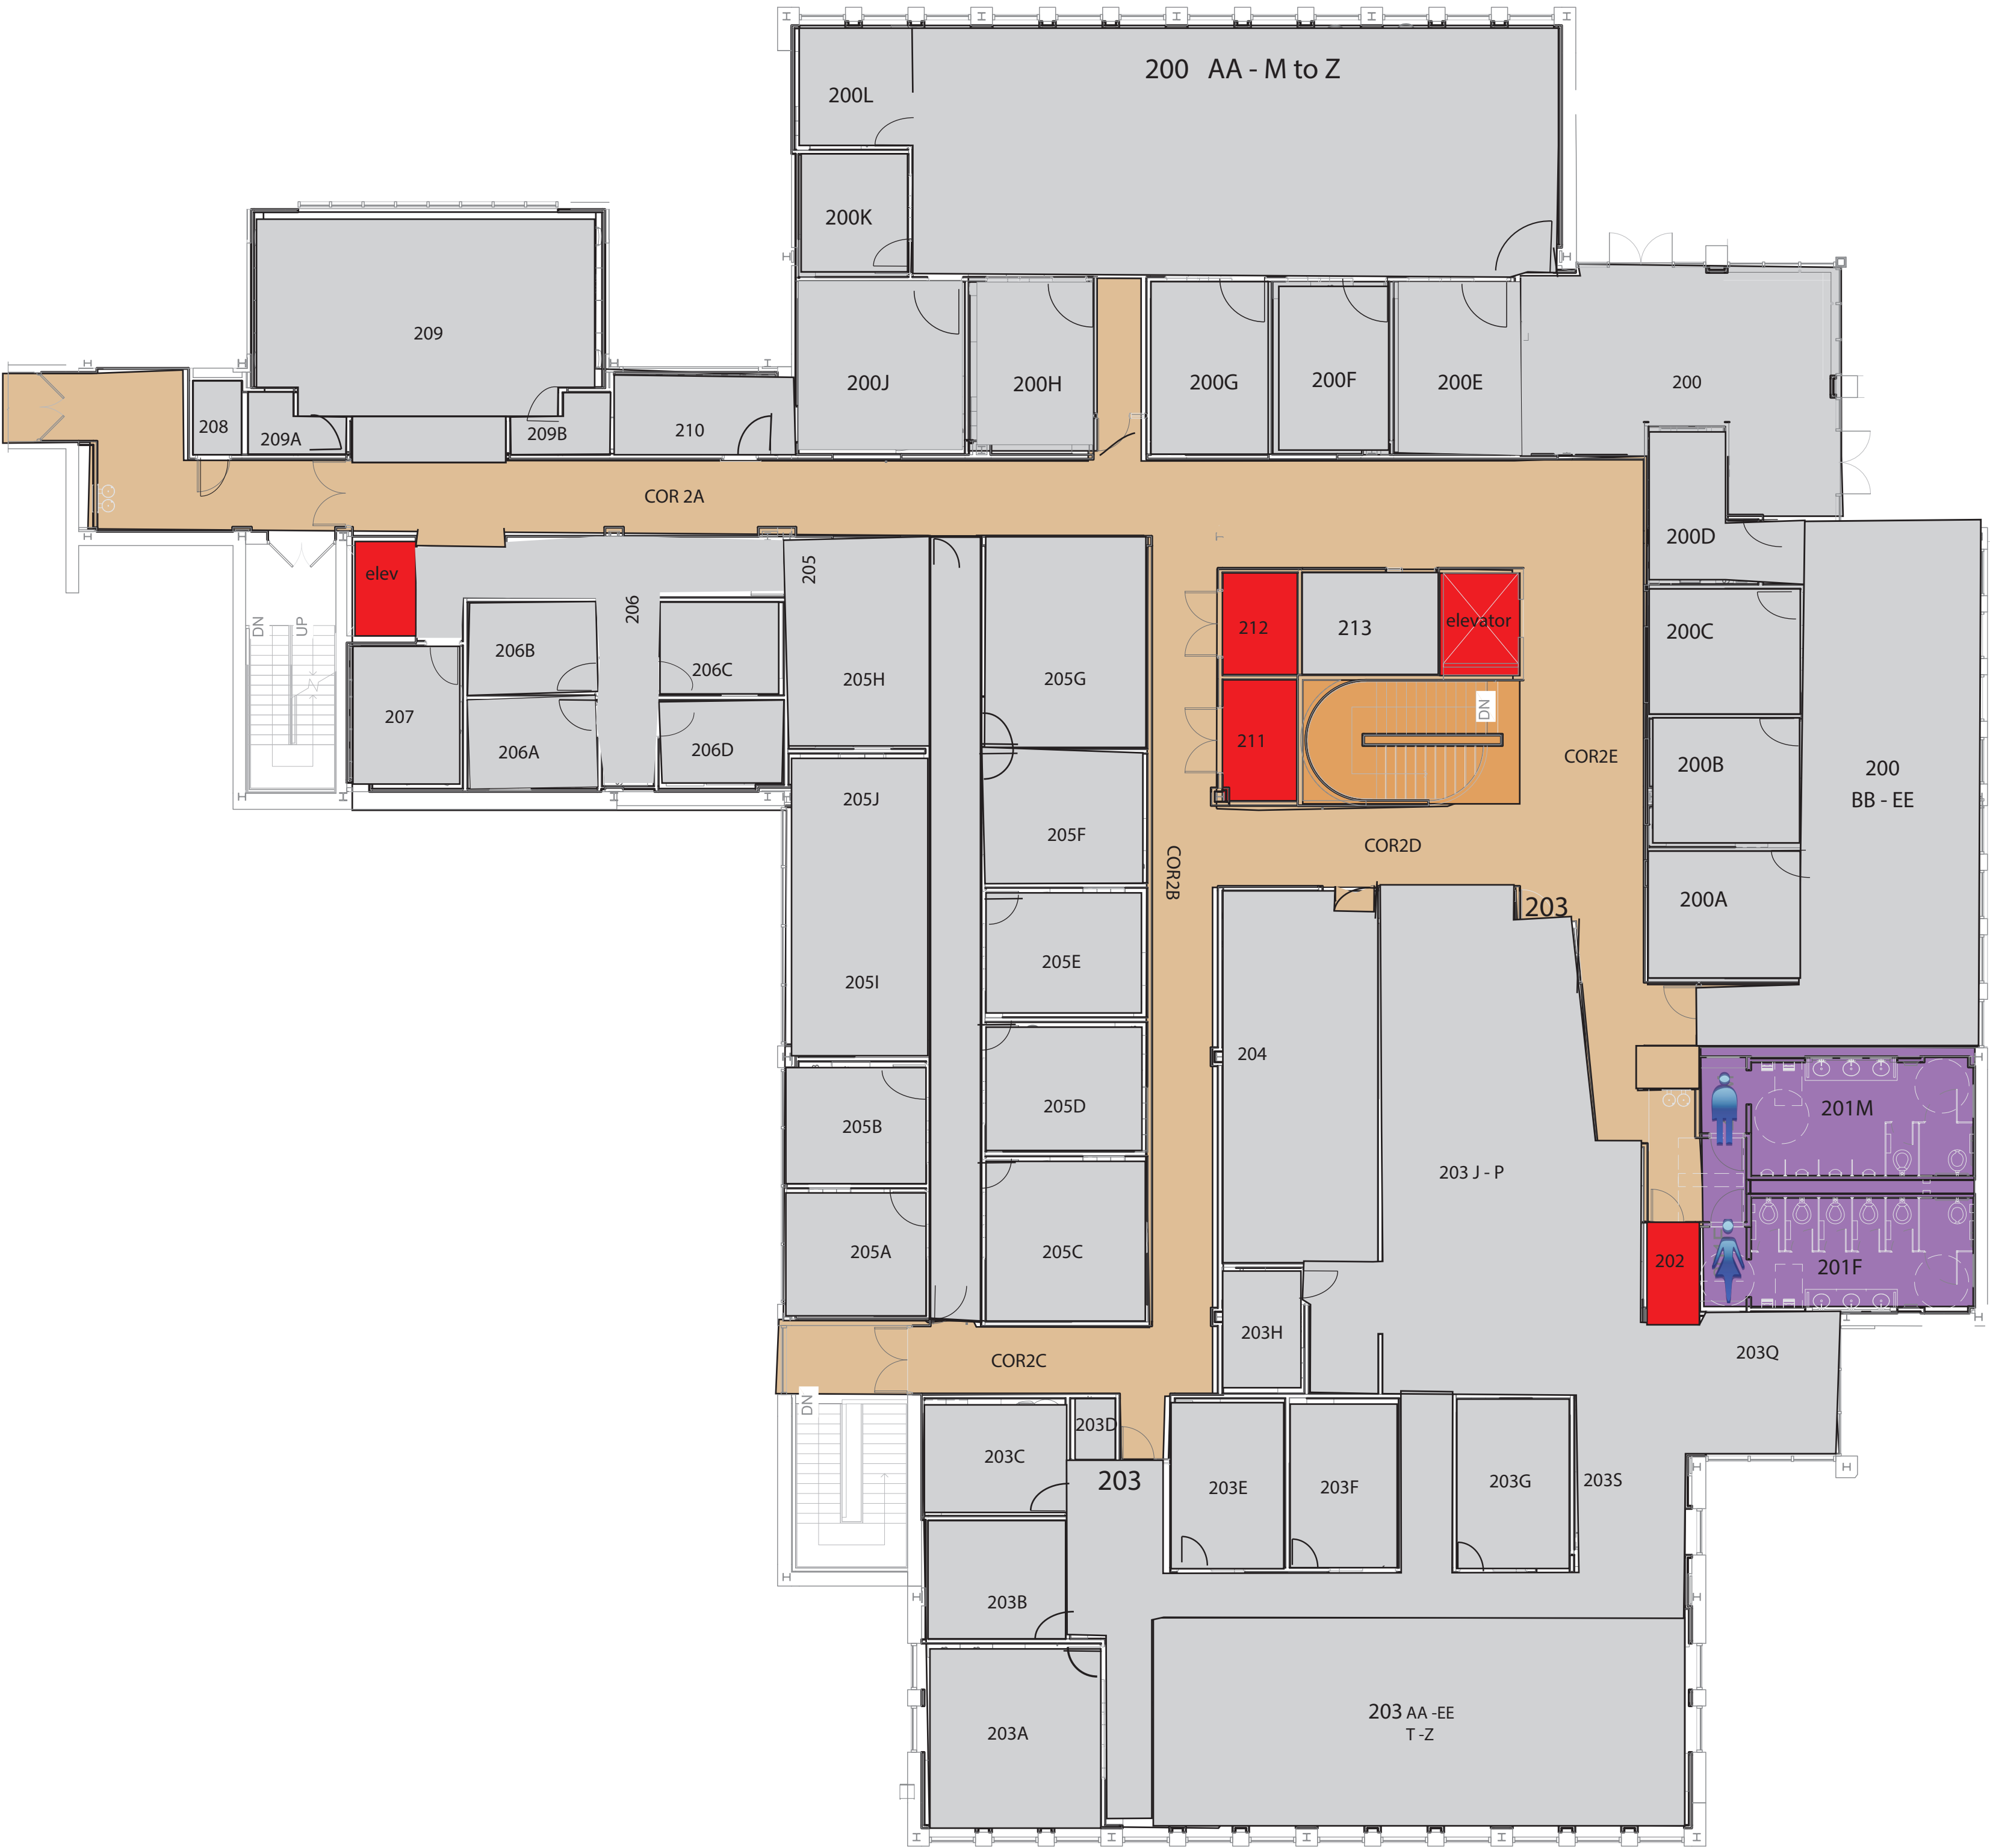 200 AA - M to Z
200L
200K
209
200J
200H
200G
200F
200E
200
208
209A
209B
210
COR 2A
200D
elev
205
206
206B
206C
205H
205G
212
213
elevator
200C
DN
UP
207
206A
206D
211
DN
COR2E
200B
200
BB - EE
205J
205F
COR2B
COR2D
200A
203
205E
205I
204
205D
205B
201M
203 J - P
205A
205C
202
201F
203H
203Q
COR2C
DN
203D
203C
203
203E
203F
203G
203S
203B
203A
203 AA -EE
T -Z